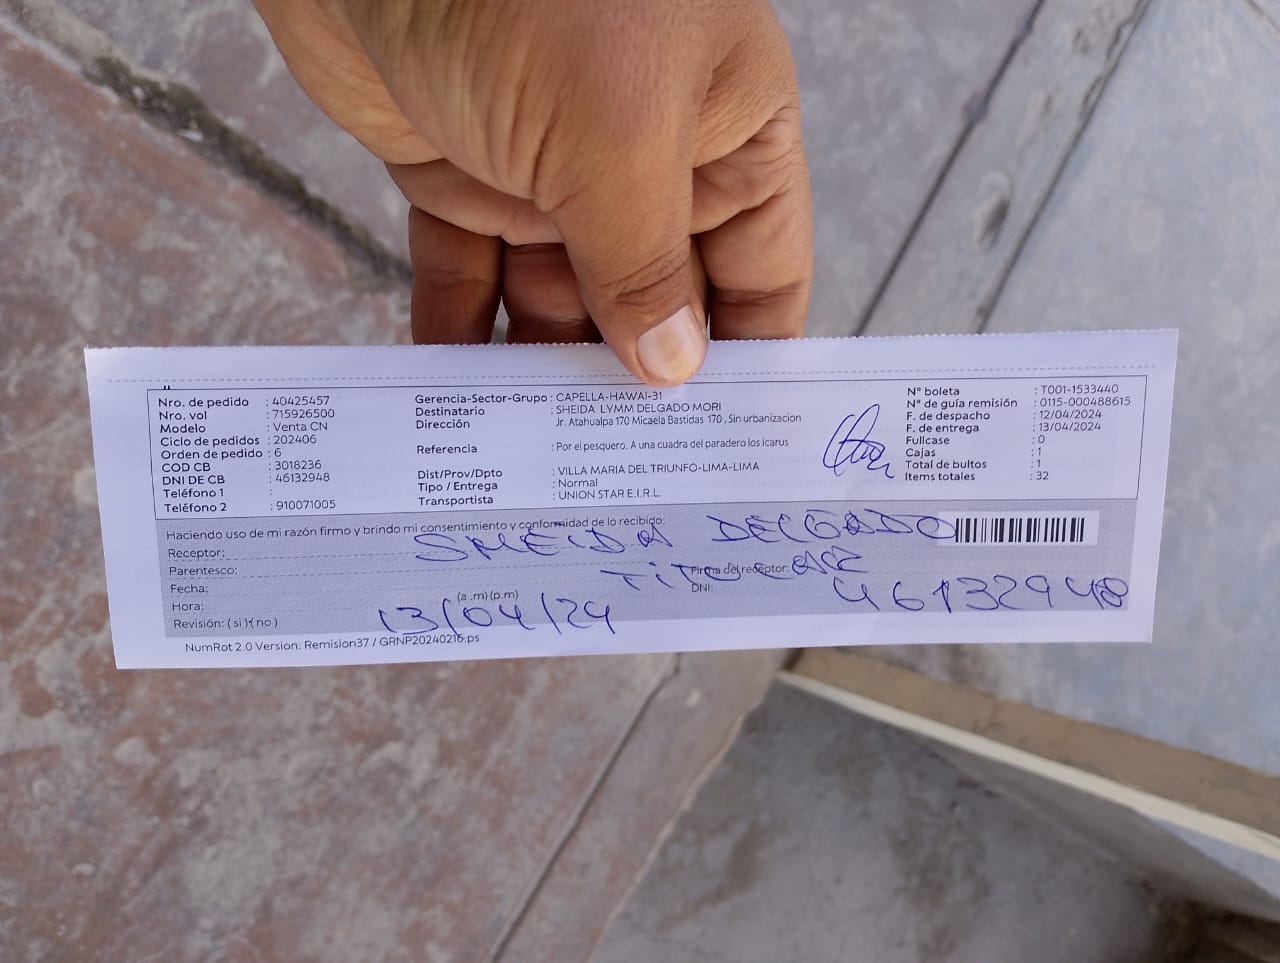 Nro. de pedido : 40425457
Nro. vol : 715926500
Modelo : Venta CN
Ciclo de pedidos : 202406
Orden de pedido : 6
COD CB : 3018236
DNI DE CB : 46132948
Teléfono 1 :
Teléfono 2 : 910071005
Gerencia-Sector-Grupo : CAPELLA-HAWAI-31
Destinatario : SHEIDA LYMM DELGADO MORI
Dirección : Jr. Atahualpa 170 Micaela Bastidas 170 , Sin urbanizacion
Referencia : Por el pesquero. A una cuadra del paradero los icarus
Dist/Prov/Dpto : VILLA MARIA DEL TRIUNFO-LIMA-LIMA
Tipo / Entrega : Normal
Transportista : UNION STAR E.I.R.L.
N° boleta : T001-1533440
N° de guía remisión : 0115-000488615
F. de despacho : 12/04/2024
F. de entrega : 13/04/2024
Fullcase : 0
Cajas : 1
Total de bultos : 1
Items totales : 32
Haciendo uso de mi razón firmo y brindo mi consentimiento y conformidad de lo recibido:
Receptor: SHEIDA DELGADO
Parentesco: TITULAR
Firma del receptor:
Fecha: 13/04/24
DNI: 46132948
Hora: (a .m) (p.m)
Revisión: ( si )( no )
NumRot 2.0 Version: Remision37 / GRNP20240216.ps